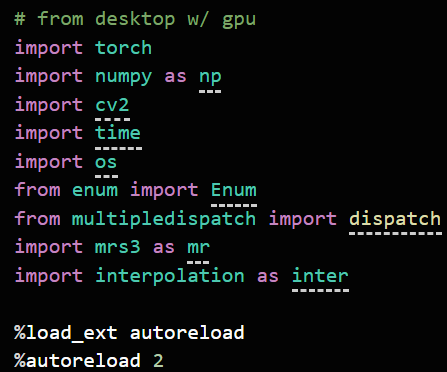 # from desktop w/ gpu
import torch
import numpy as np
import cv2
import time
import os
from enum import Enum
from multipledispatch import dispatch
import mrs3 as mr
import interpolation as inter
%load_ext autoreload
%autoreload 2